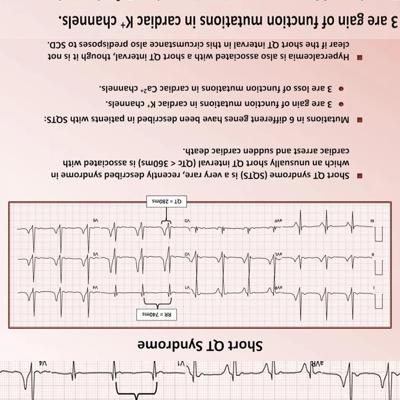 aVR V1 V4
Short QT Syndrome
RR = 740ms
I aVR V1 V4
II aVL V2 V5
III aVF V3 V6
QT = 280ms
Short QT syndrome (SQTS) is a very rare, recently described syndrome in
which an unusually short QT interval (QTc < 360ms) is associated with
cardiac arrest and sudden cardiac death.
Mutations in 6 different genes have been described in patients with SQTS:
3 are gain of function mutations in cardiac K⁺ channels.
3 are loss of function mutations in cardiac Ca²⁺ channels.
Hypercalcemia is also associated with a short QT interval, though it is not
clear if the short QT interval in this circumstance also predisposes to SCD.
3 are gain of function mutations in cardiac K⁺ channels.